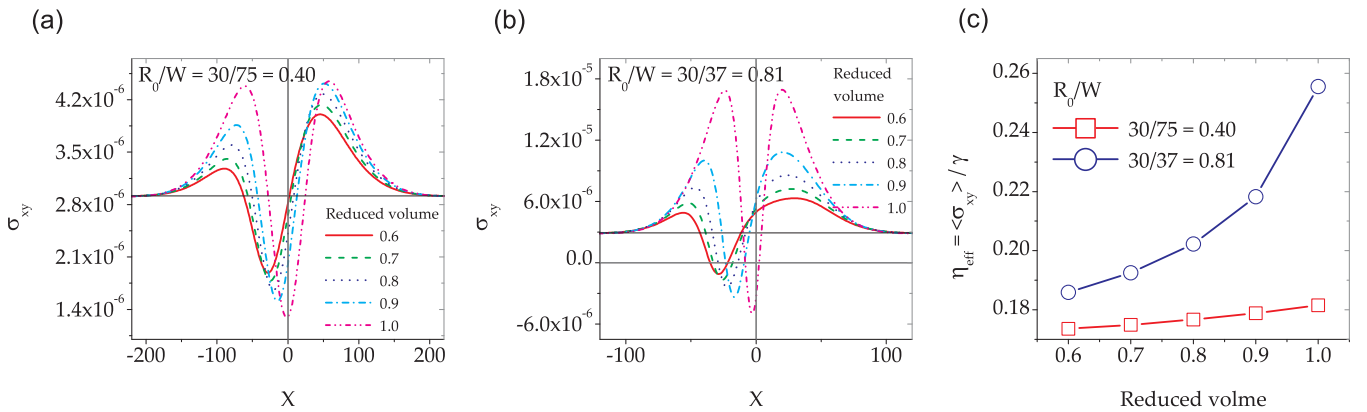 (a)
R0/W = 30/75 = 0.40
4.2x10-6
3.5x10-6
2.8x10-6
2.1x10-6
1.4x10-6
σxy
Reduced volume
0.6
0.7
0.8
0.9
1.0
-200 -100 0 100 200
X
(b)
R0/W = 30/37 = 0.81
Reduced
volume
0.6
0.7
0.8
0.9
1.0
1.8x10-5
1.2x10-5
6.0x10-6
0.0
-6.0x10-6
σxy
-100 0 100
X
(c)
0.26
0.24
0.22
0.20
0.18
ηeff = <σxy> / γ
R0/W
30/75 = 0.40
30/37 = 0.81
0.6 0.7 0.8 0.9 1.0
Reduced volme